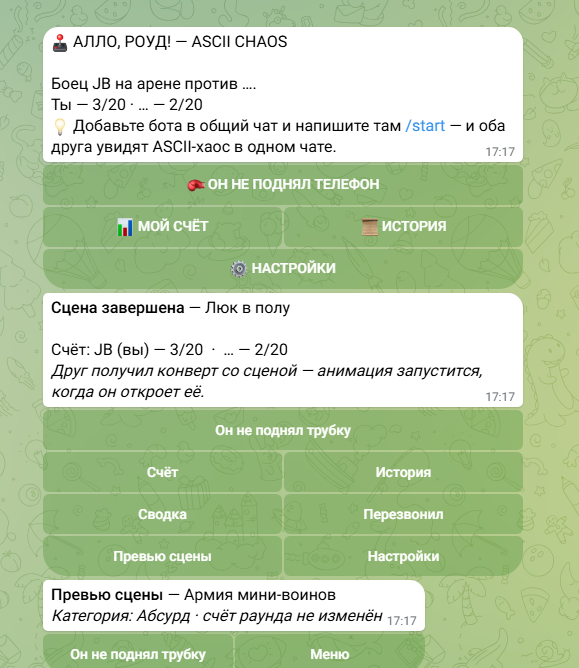 🕹️ АЛЛО, РОУД! — ASCII CHAOS
Боец JB на арене против ....
Ты — 3/20 · … — 2/20
💡 Добавьте бота в общий чат и напишите там /start — и оба
друга увидят ASCII-хаос в одном чате.
17:17
🥊 ОН НЕ ПОДНЯЛ ТЕЛЕФОН
📊 МОЙ СЧЁТ
📜 ИСТОРИЯ
⚙️ НАСТРОЙКИ
Сцена завершена — Люк в полу
Счёт: JB (вы) — 3/20 · … — 2/20
Друг получил конверт со сценой — анимация запустится,
когда он откроет её.
17:17
Он не поднял трубку
Счёт
История
Сводка
Перезвонил
Превью сцены
Настройки
Превью сцены — Армия мини-воинов
Категория: Абсурд · счёт раунда не изменён 17:17
Он не поднял трубку
Меню